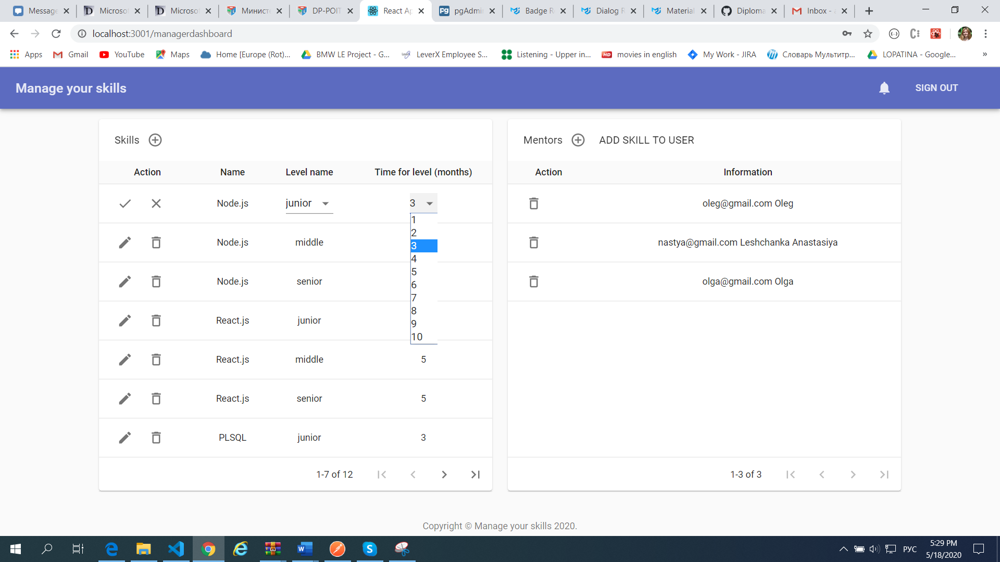 Message
Microsof
Microsof
Минист
DP-POIT
React Ap
pgAdmi
Badge R
Dialog R
Material
Diploma
Inbox -
localhost:3001/managerdashboard
Apps
Gmail
YouTube
Maps
Home [Europe (Rot)...
BMW LE Project - G...
LeverX Employee S...
Listening - Upper in...
movies in english
My Work - JIRA
Словарь Мультитр...
LOPATINA - Google...
»
Manage your skills
SIGN OUT
Skills
Mentors
ADD SKILL TO USER
Action Name Level name Time for level (months)
Action Information
Node.js junior 3
1
2
3
4
5
6
7
8
9
10
Node.js middle
Node.js senior
React.js junior
React.js middle 5
React.js senior 5
PLSQL junior 3
1-7 of 12
oleg@gmail.com Oleg
nastya@gmail.com Leshchanka Anastasiya
olga@gmail.com Olga
1-3 of 3
Copyright © Manage your skills 2020.
РУС
5:29 PM
5/18/2020